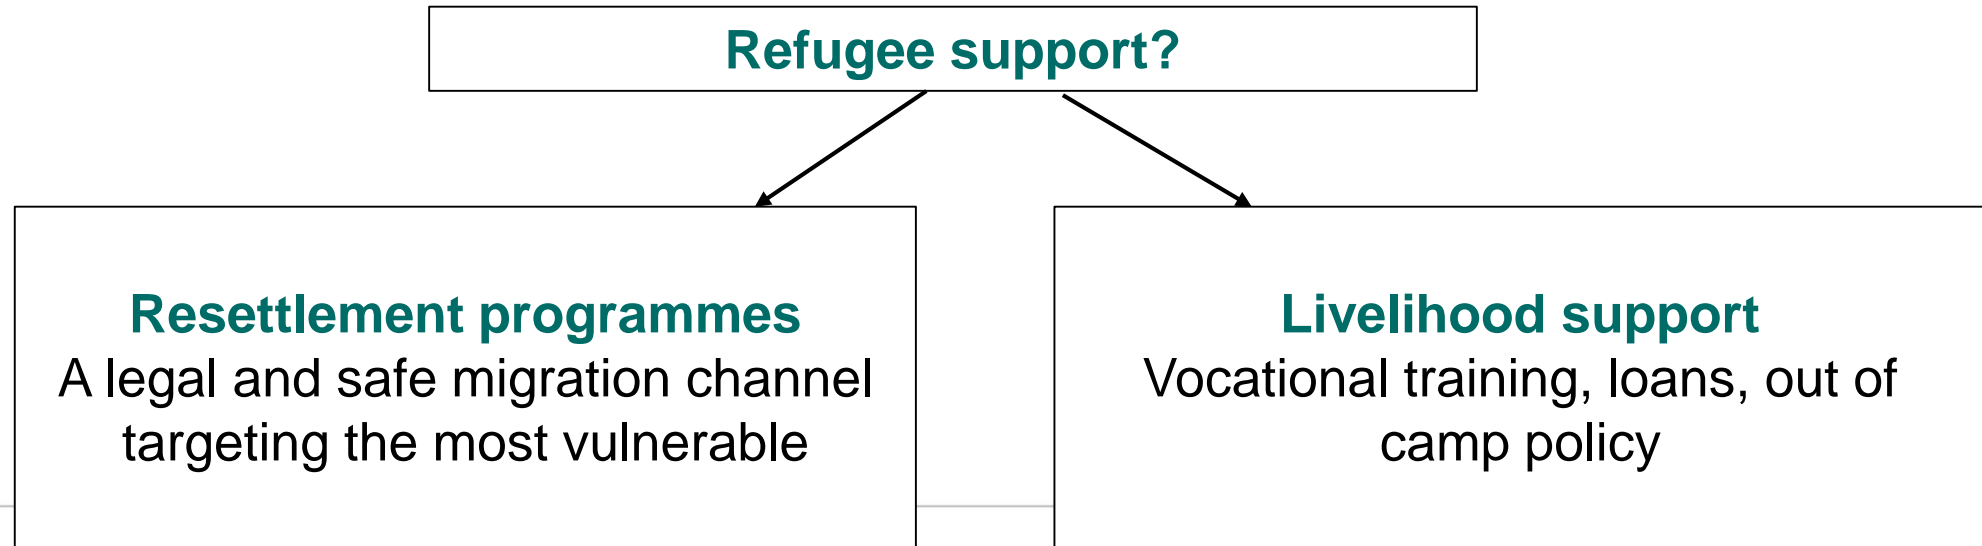 Refugee support?
Resettlement programmes
A legal and safe migration channel
targeting the most vulnerable
Livelihood support
Vocational training, loans, out of
camp policy